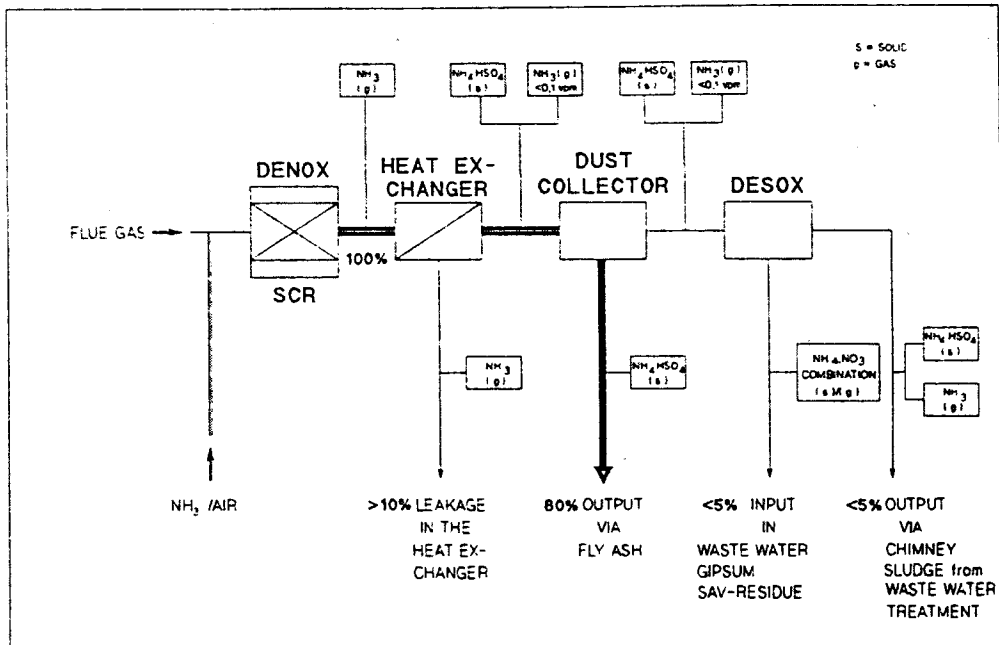 S = SOLID
g = GAS
NH3
(g)
NH4HSO4
(s)
NH3(g)
<0,1 vpm
NH4HSO4
(s)
NH3(g)
<0,1 vpm
DENOX
HEAT EX-
CHANGER
DUST
COLLECTOR
DESOX
FLUE GAS
100%
SCR
NH3
(g)
NH4HSO4
(s)
NH4.NO3
COMBINATION
(s)/(g)
NH4HSO4
(s)
NH3
(g)
NH3 /AIR
>10% LEAKAGE
IN THE
HEAT EX-
CHANGER
80% OUTPUT
VIA
FLY ASH
<5% INPUT
IN
WASTE WATER
GIPSUM
SAV-RESIDUE
<5% OUTPUT
VIA
CHIMNEY
SLUDGE from
WASTE WATER
TREATMENT